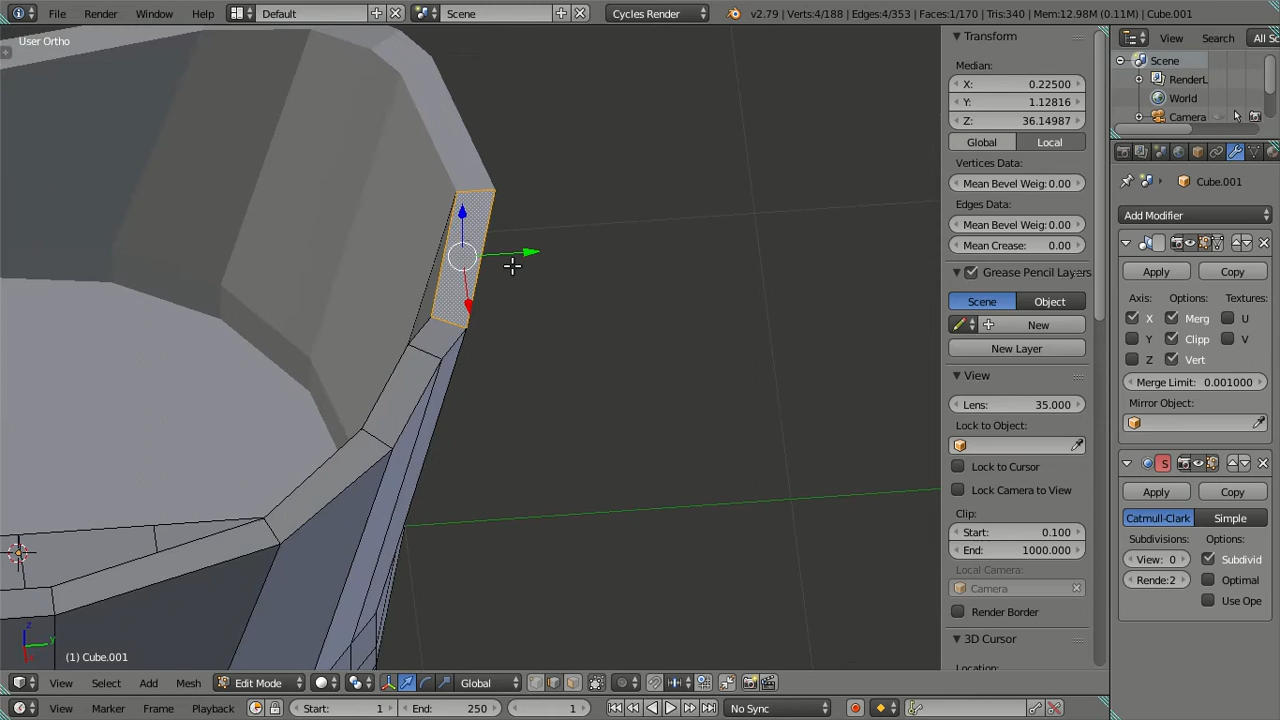 File Render Window Help Default Scene Cycles Render v2.79 | Verts:4/188 | Edges:4/353 | Faces:1/170 | Tris:340 | Mem:12.98M (0.11M) | Cube.001
User Ortho
Transform
Median:
X: 0.22500
Y: 1.12816
Z: 36.14987
Global Local
Vertices Data:
Mean Bevel Weig: 0.00
Edges Data:
Mean Bevel Weig: 0.00
Mean Crease: 0.00
Grease Pencil Layers
Scene Object
New
New Layer
View
Lens: 35.000
Lock to Object:
Lock to Cursor
Lock Camera to View
Clip:
Start: 0.100
End: 1000.000
Local Camera:
Camera
Render Border
3D Cursor
Location:
View Search All S
Scene
RenderL
World
Camera
Cube.001
Add Modifier
Apply Copy
Axis: Options: Textures:
X Merg U
Y Clipp V
Z Vert
Merge Limit: 0.001000
Mirror Object:
S
Apply Copy
Catmull-Clark Simple
Subdivisions: Options:
View: 0 Subdivid
Rende: 2 Optimal
Use Ope
z
y
(1) Cube.001
View Select Add Mesh Edit Mode Global
View Marker Frame Playback Start: 1 End: 250 1 No Sync